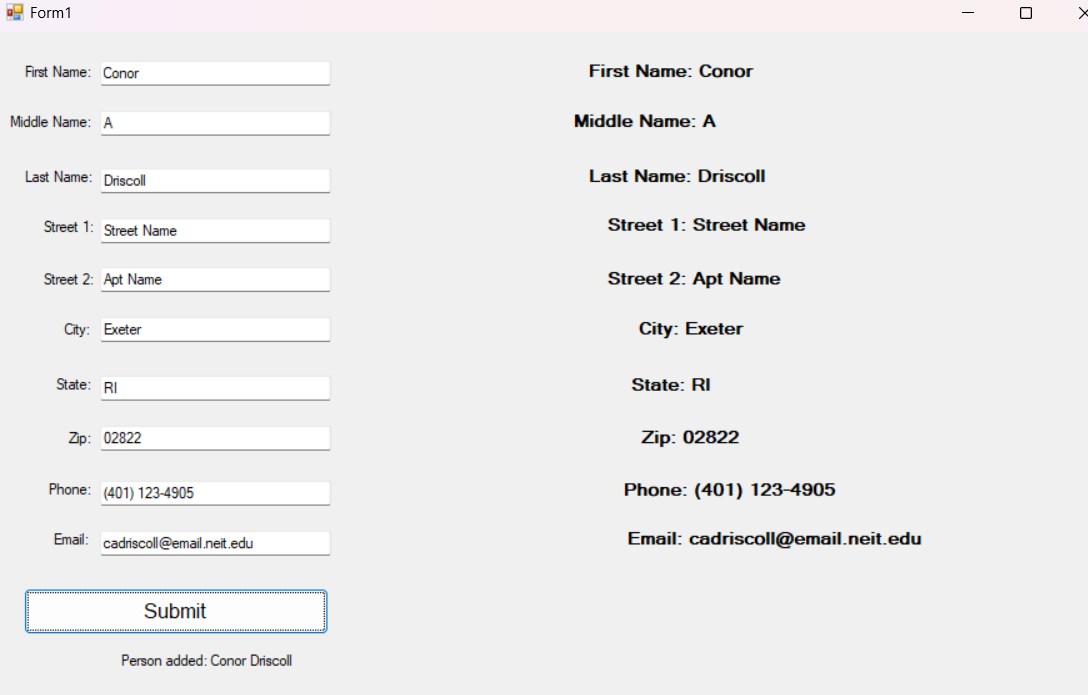 Form1
First Name: Conor First Name: Conor
Middle Name: A Middle Name: A
Last Name: Driscoll Last Name: Driscoll
Street 1: Street Name Street 1: Street Name
Street 2: Apt Name Street 2: Apt Name
City: Exeter City: Exeter
State: RI State: RI
Zip: 02822 Zip: 02822
Phone: (401) 123-4905 Phone: (401) 123-4905
Email: cadriscoll@email.neit.edu Email: cadriscoll@email.neit.edu
Submit
Person added: Conor Driscoll